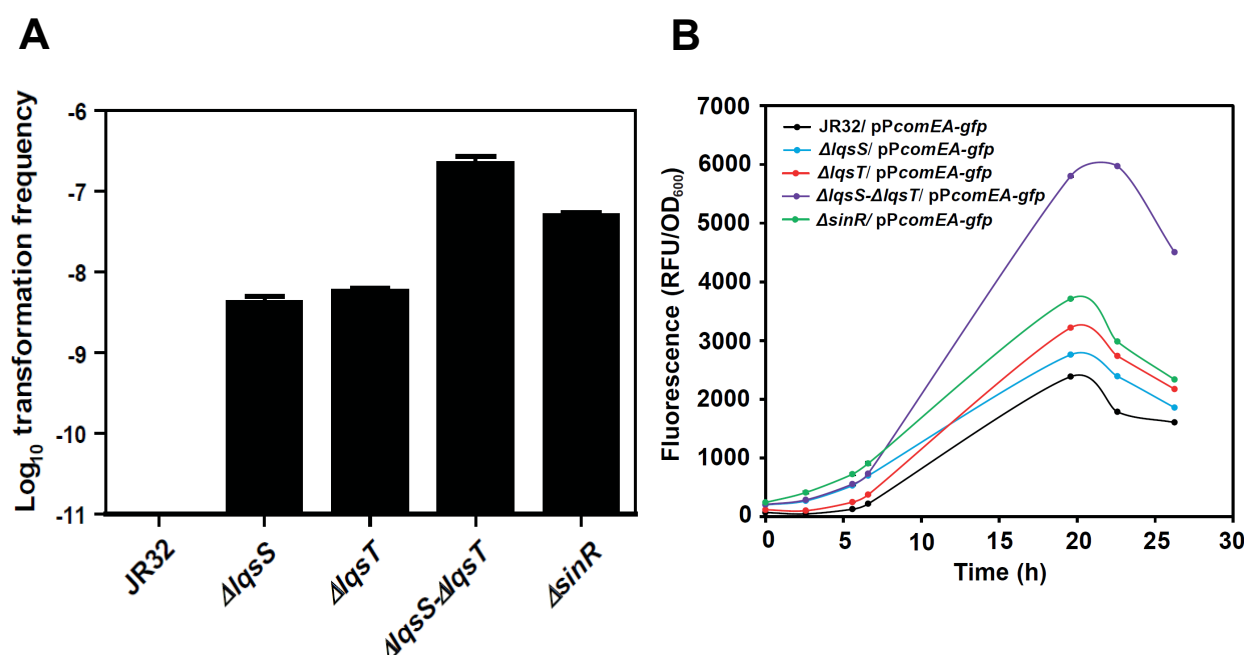 A
Log10 transformation frequency
-6
-7
-8
-9
-10
-11
JR32
ΔlqsS
ΔlqsT
ΔlqsS-ΔlqsT
ΔsinR
B
Fluorescence (RFU/OD600)
7000
6000
5000
4000
3000
2000
1000
0
JR32/ pPcomEA-gfp
ΔlqsS/ pPcomEA-gfp
ΔlqsT/ pPcomEA-gfp
ΔlqsS-ΔlqsT/ pPcomEA-gfp
ΔsinR/ pPcomEA-gfp
0 5 10 15 20 25 30
Time (h)